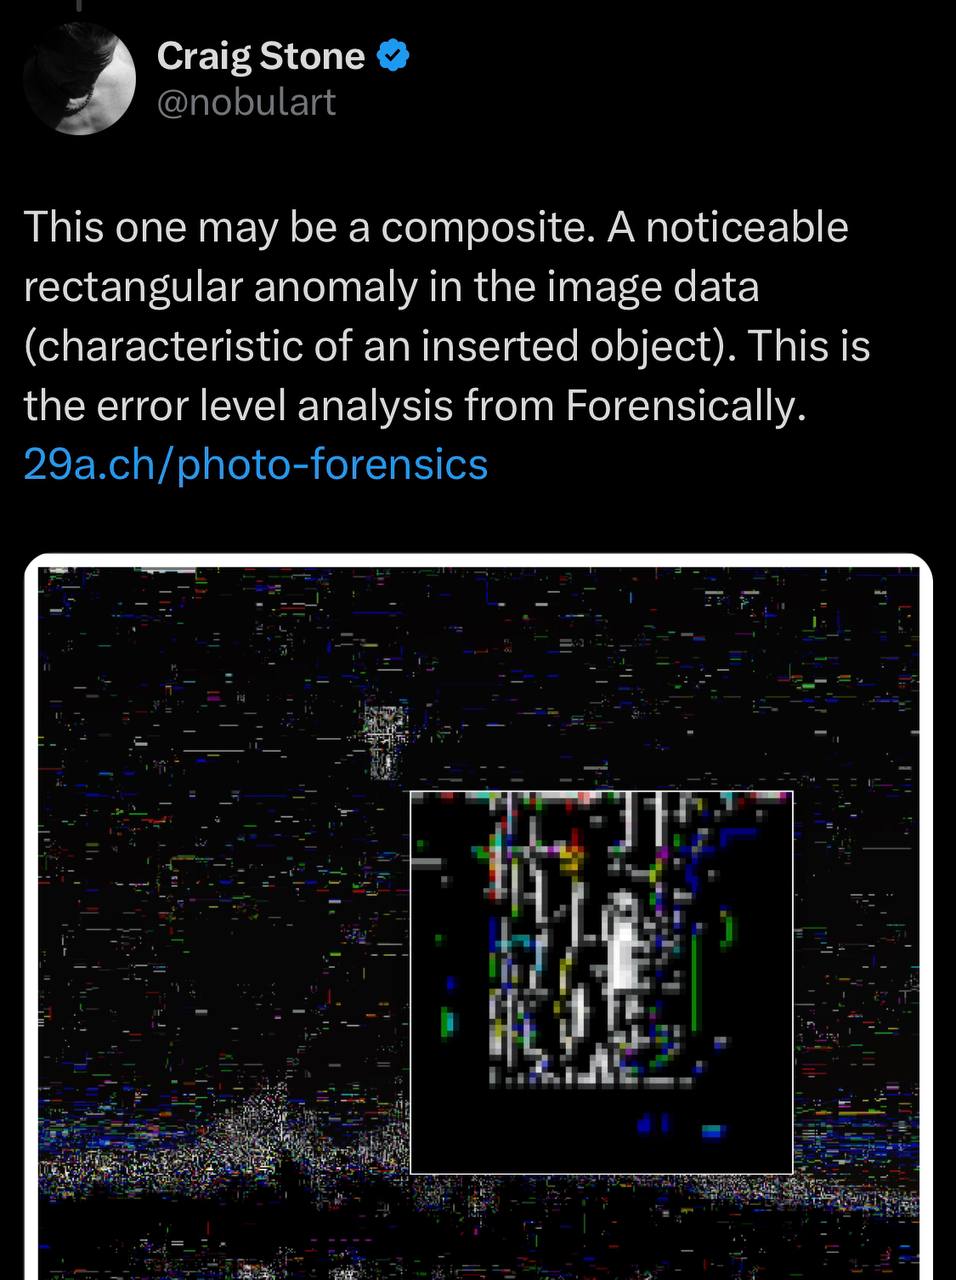 Craig Stone
@nobulart
This one may be a composite. A noticeable
rectangular anomaly in the image data
(characteristic of an inserted object). This is
the error level analysis from Forensically.
29a.ch/photo-forensics